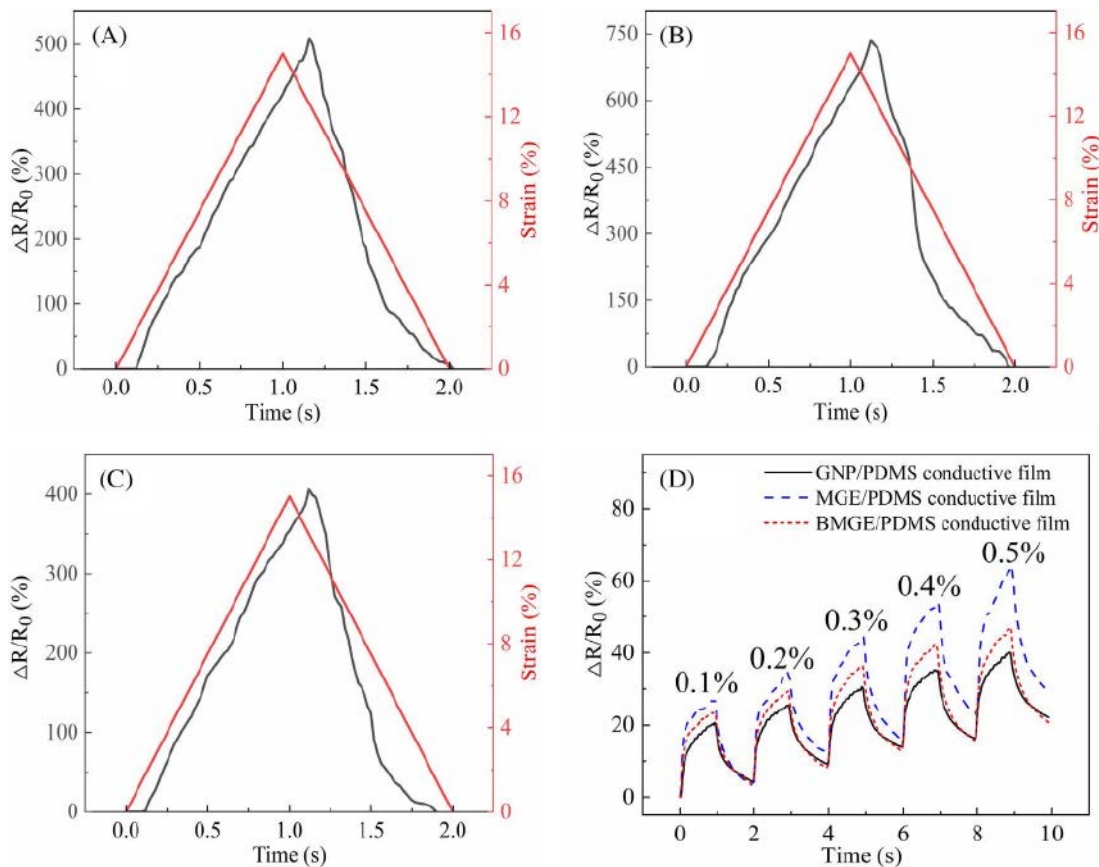 (A)
500
400
300
200
100
0
ΔR/R₀ (%)
16
12
8
4
0
Strain (%)
0.0 0.5 1.0 1.5 2.0
Time (s)
(B)
750
600
450
300
150
0
ΔR/R₀ (%)
16
12
8
4
0
Strain (%)
0.0 0.5 1.0 1.5 2.0
Time (s)
(C)
400
300
200
100
0
ΔR/R₀ (%)
16
12
8
4
0
Strain (%)
0.0 0.5 1.0 1.5 2.0
Time (s)
(D)
GNP/PDMS conductive film
MGE/PDMS conductive film
BMGE/PDMS conductive film
0.1%
0.2%
0.3%
0.4%
0.5%
80
60
40
20
0
ΔR/R₀ (%)
0 2 4 6 8 10
Time (s)